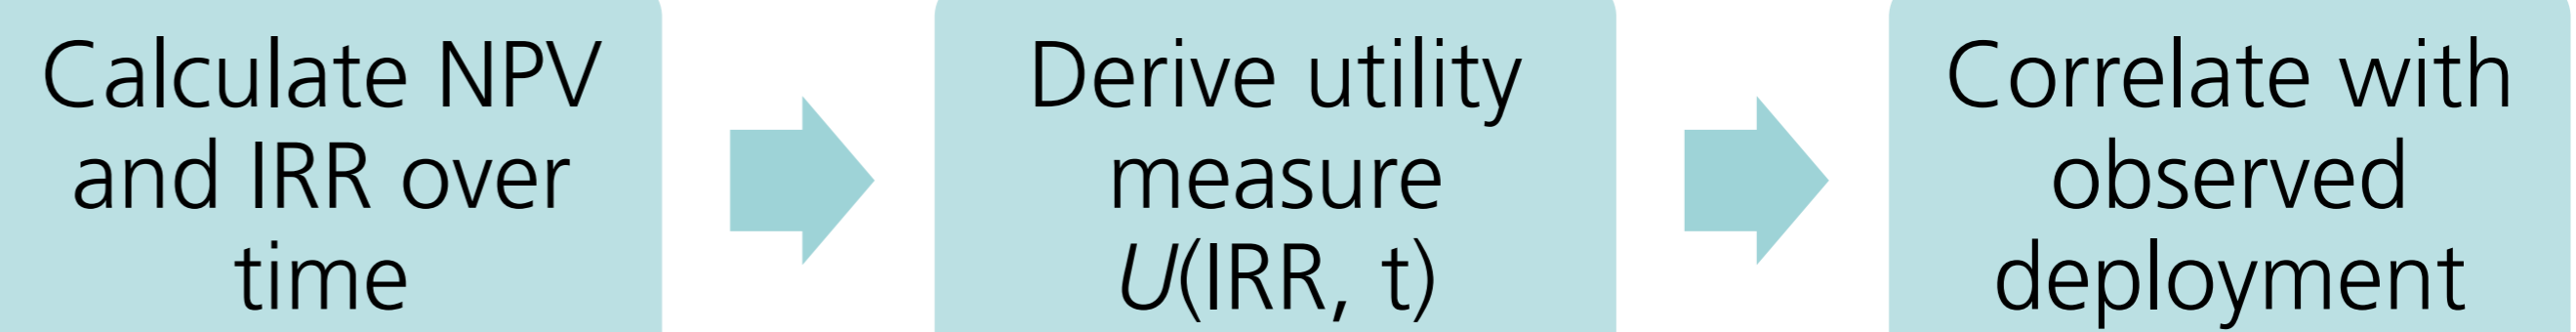 Calculate NPV
and IRR over
time
Derive utility
measure
U(IRR, t)
Correlate with
observed
deployment